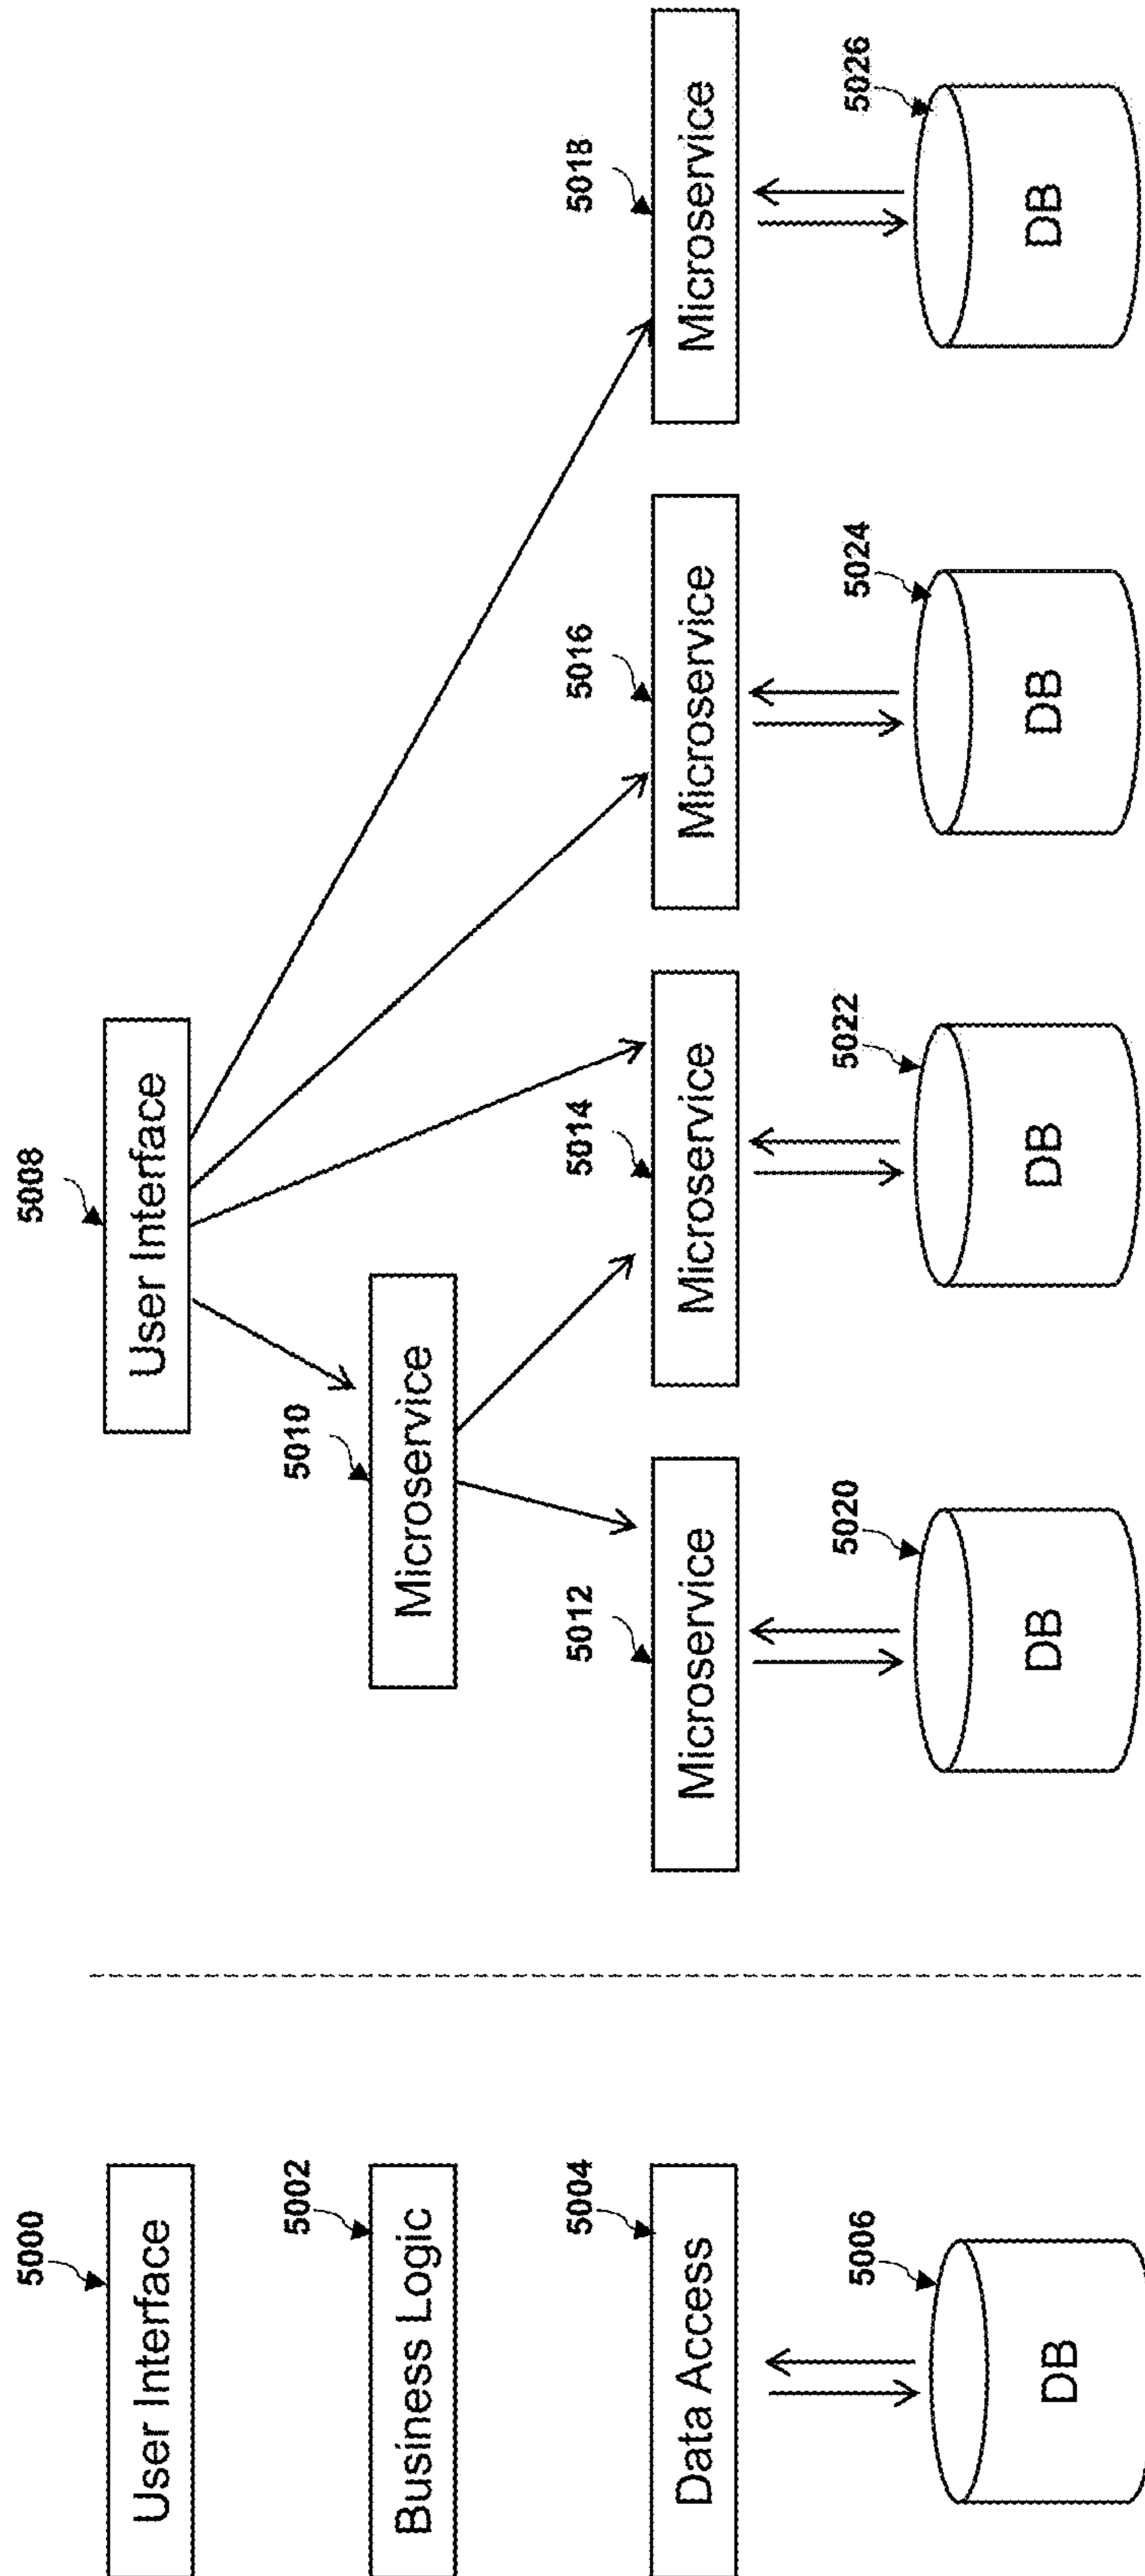 5000
User Interface
5002
Business Logic
5004
Data Access
5006
DB
5008
User Interface
5010
Microservice
5012
Microservice
5014
Microservice
5016
Microservice
5018
Microservice
5020
DB
5022
DB
5024
DB
5026
DB